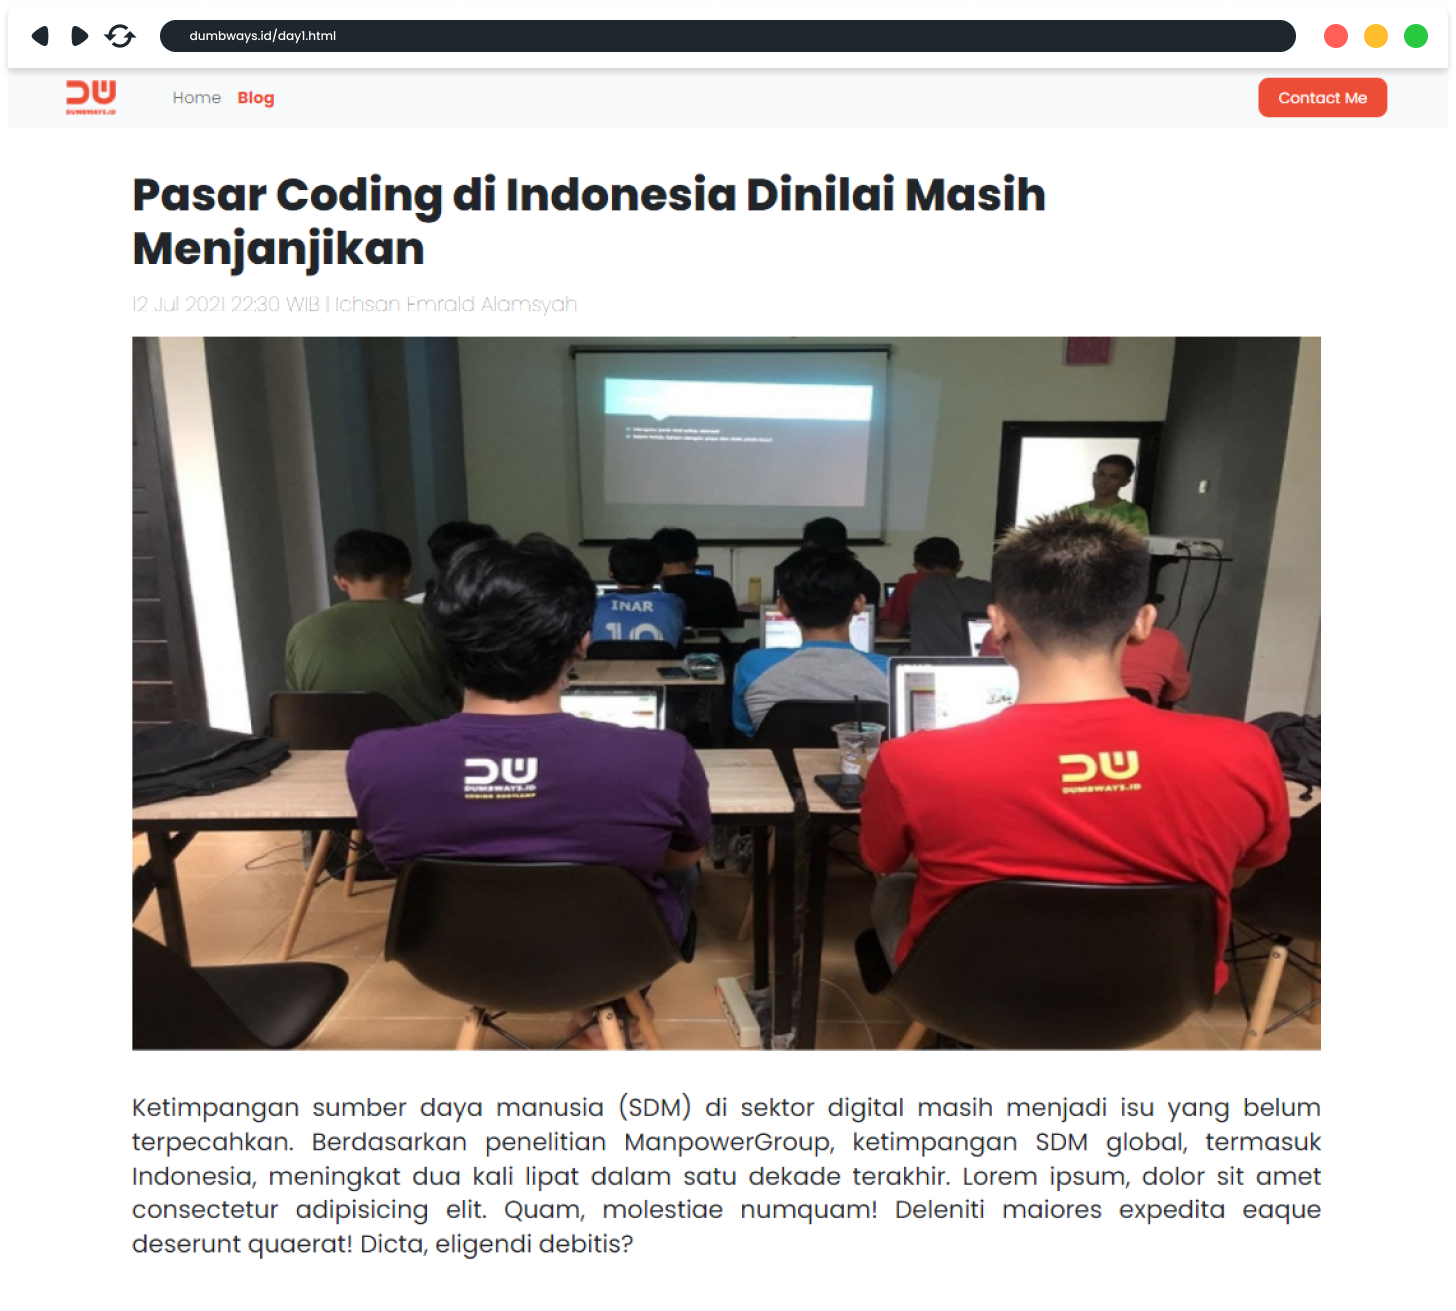 dumbways.id/day1.html
DW
DUMBWAYS.ID
Home Blog
Contact Me
Pasar Coding di Indonesia Dinilai Masih
Menjanjikan
12 Jul 2021 22:30 WIB | Ichsan Emrald Alamsyah
INAR
10
DW
DUMBWAYS.ID
CODING BOOTCAMP
DW
DUMBWAYS.ID
Ketimpangan sumber daya manusia (SDM) di sektor digital masih menjadi isu yang belum
terpecahkan. Berdasarkan penelitian ManpowerGroup, ketimpangan SDM global, termasuk
Indonesia, meningkat dua kali lipat dalam satu dekade terakhir. Lorem ipsum, dolor sit amet
consectetur adipisicing elit. Quam, molestiae numquam! Deleniti maiores expedita eaque
deserunt quaerat! Dicta, eligendi debitis?